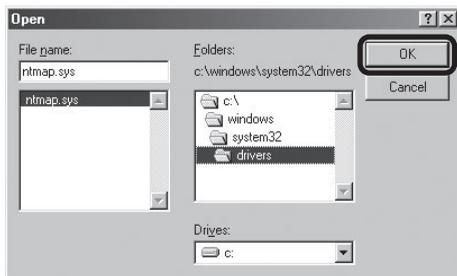 Open
File name:
ntmap.sys
ntmap.sys
Folders:
c:\windows\system32\drivers
c:\
windows
system32
drivers
Drives:
c:
OK
Cancel